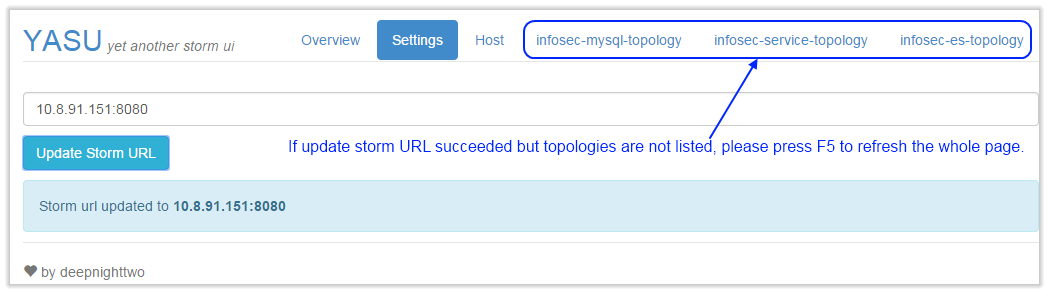 YASU yet another storm ui Overview Settings Host infosec-mysql-topology infosec-service-topology infosec-es-topology
10.8.91.151:8080
Update Storm URL
If update storm URL succeeded but topologies are not listed, please press F5 to refresh the whole page.
Storm url updated to 10.8.91.151:8080
by deepnighttwo